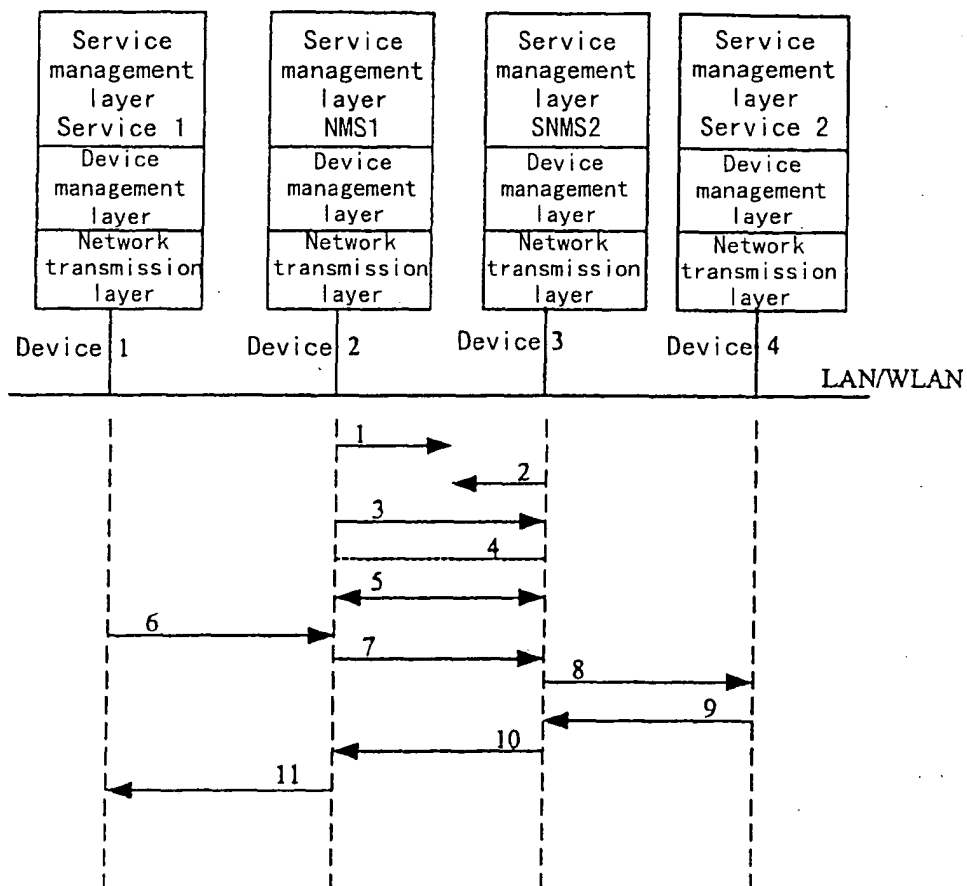 Service
management
layer
Service 1
Device
management
layer
Network
transmission
layer
Service
management
layer
NMS1
Device
management
layer
Network
transmission
layer
Service
management
layer
SNMS2
Device
management
layer
Network
transmission
layer
Service
management
layer
Service 2
Device
management
layer
Network
transmission
layer
Device 1
Device 2
Device 3
Device 4
LAN/WLAN
1
2
3
4
5
6
7
8
9
10
11